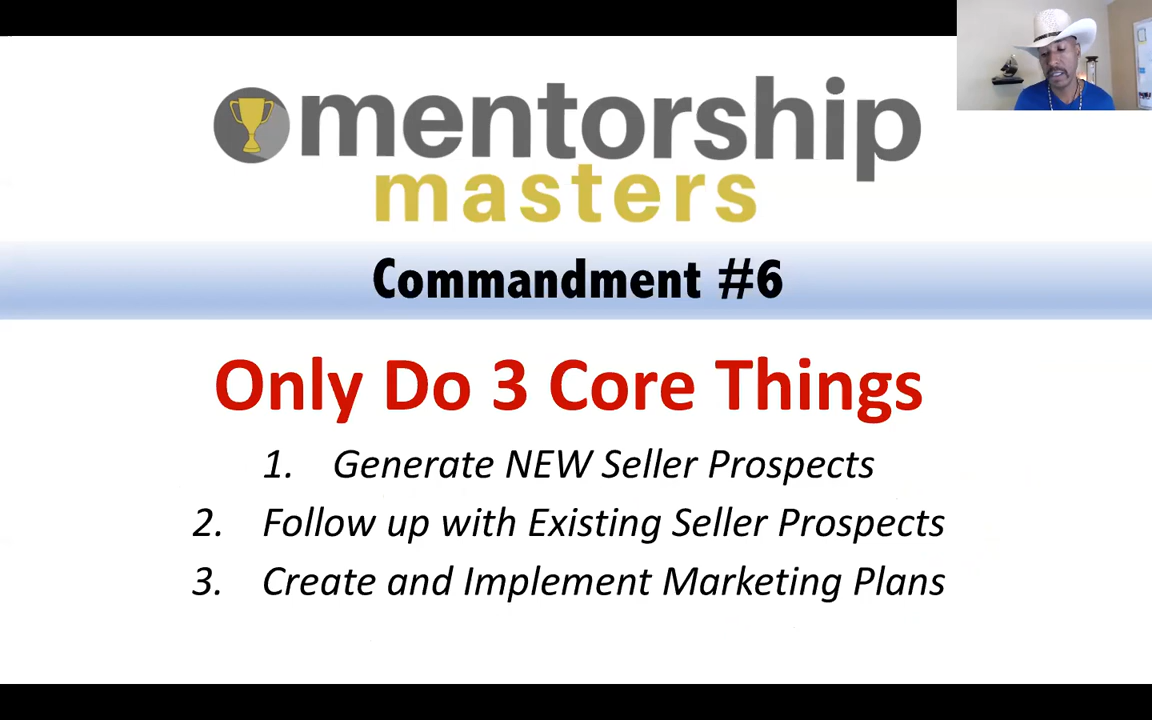 mentorship
masters
Commandment #6
Only Do 3 Core Things
1. Generate NEW Seller Prospects
2. Follow up with Existing Seller Prospects
3. Create and Implement Marketing Plans